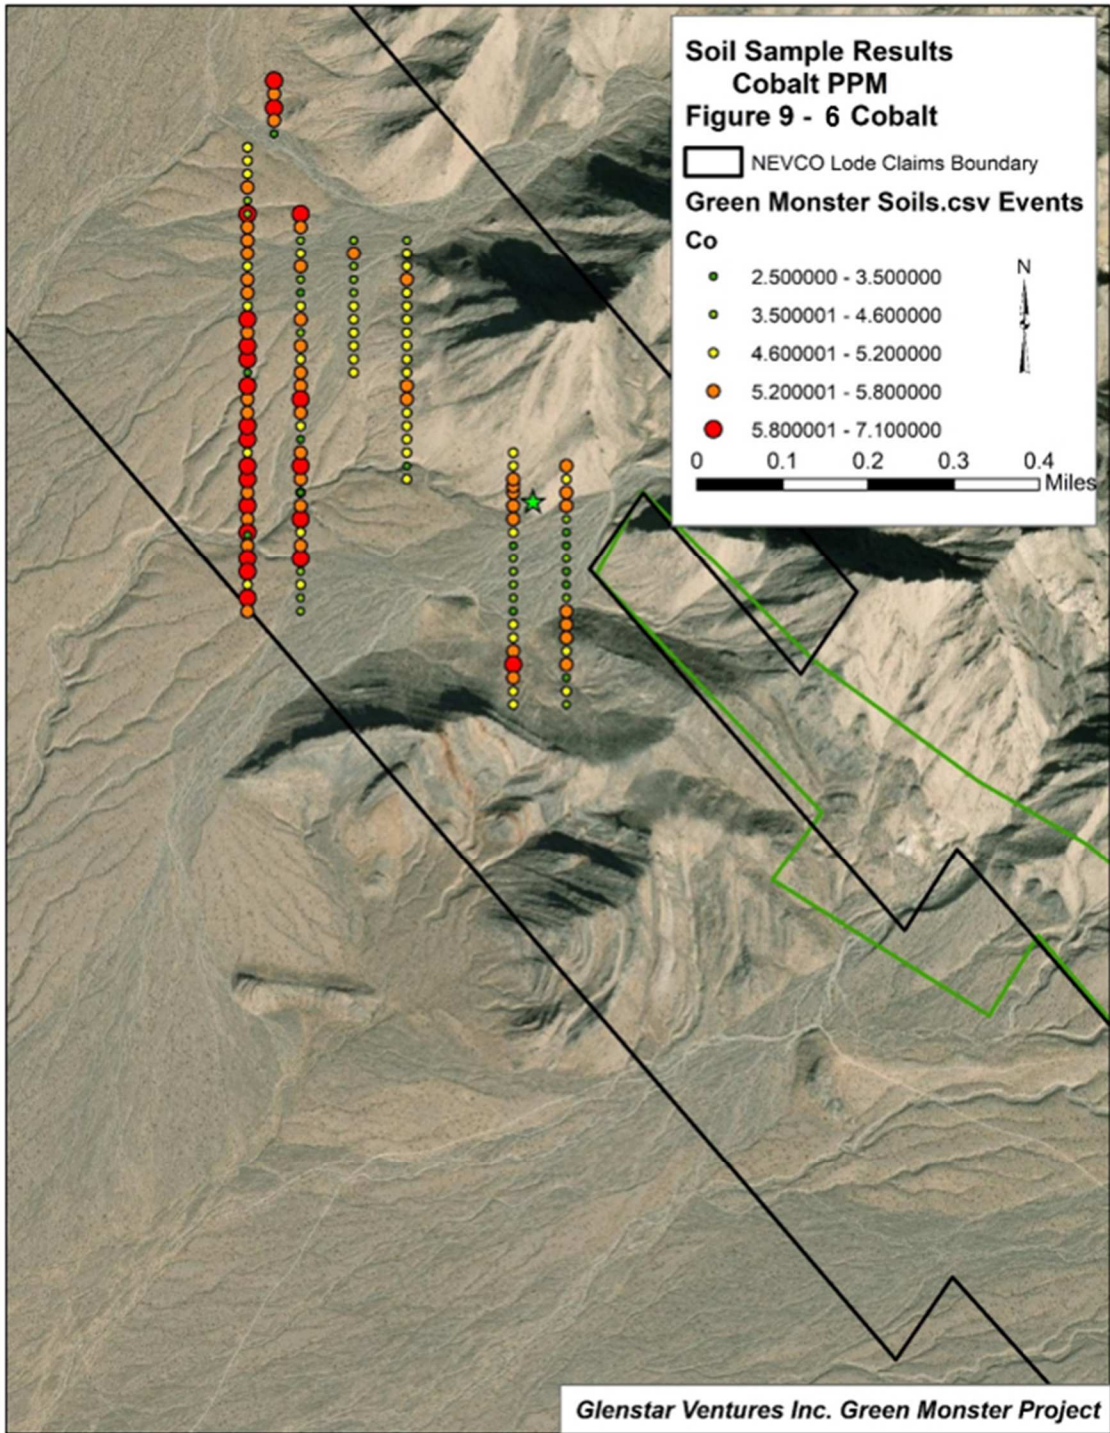 Soil Sample Results
Cobalt PPM
Figure 9 - 6 Cobalt
NEVCO Lode Claims Boundary
Green Monster Soils.csv Events
Co
2.500000 - 3.500000
3.500001 - 4.600000
4.600001 - 5.200000
5.200001 - 5.800000
5.800001 - 7.100000
N
0 0.1 0.2 0.3 0.4
Miles
Glenstar Ventures Inc. Green Monster Project